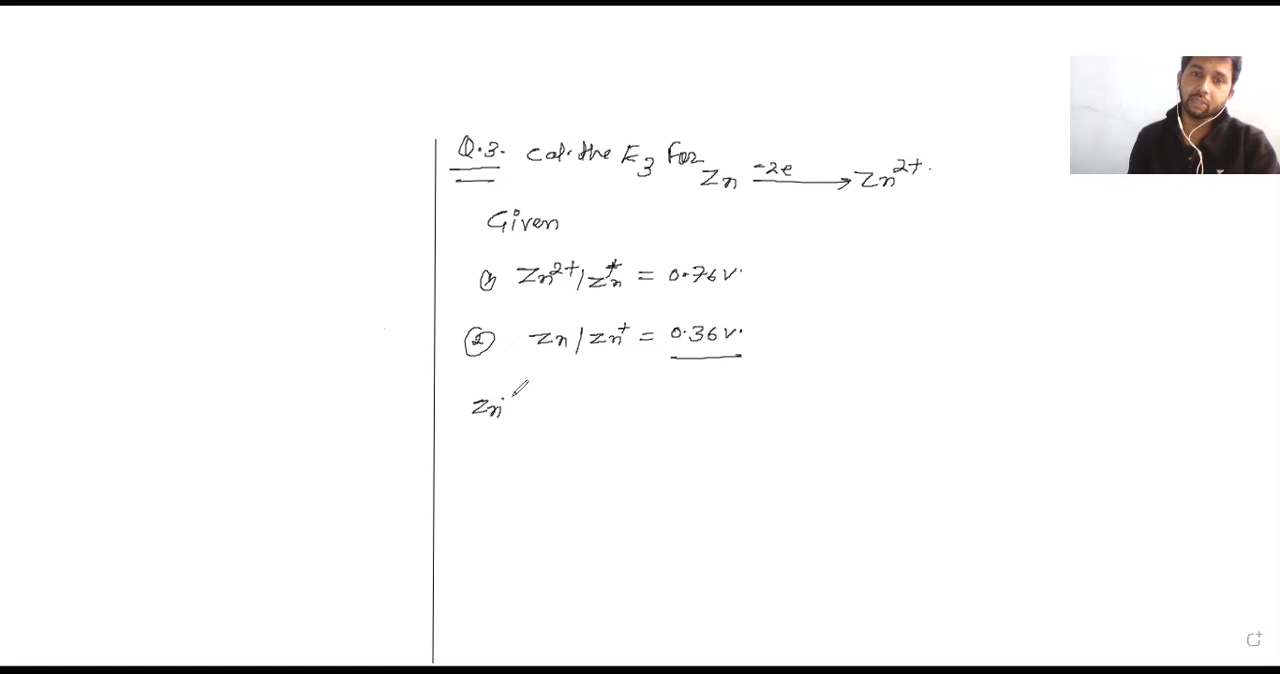 Q.3. Cal. the E3 For Zn -2e → Zn2+.
Given
(1) Zn2+/Zn+ = 0.76V.
(2) Zn/Zn+ = 0.36V.
Zn